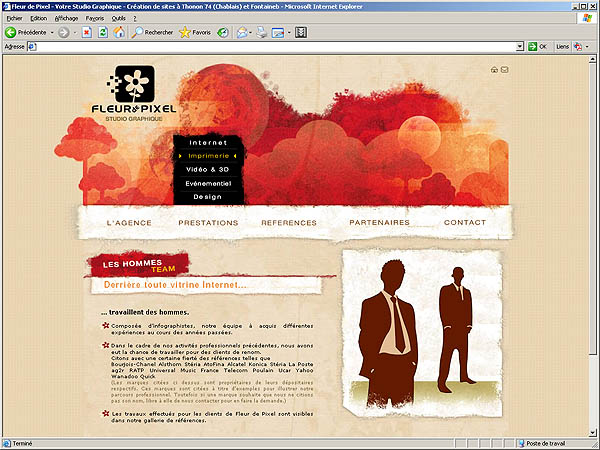 Fleur de Pixel - Votre Studio Graphique - Création de sites à Thonon 74 (Chablais) et Fontaineb - Microsoft Internet Explorer
Fichier Edition Affichage Favoris Outils ?
Précédente Rechercher Favoris
Adresse OK Liens
FLEUR de PIXEL
STUDIO GRAPHIQUE
Internet
Imprimerie
Vidéo & 3D
Evénementiel
Design
L'AGENCE PRESTATIONS REFERENCES PARTENAIRES CONTACT
LES HOMMES
TEAM
Derrière toute vitrine Internet...
... travaillent des hommes.
Composée d'infographistes, notre équipe à acquis différentes
expériences au cours des années passées.
Dans le cadre de nos activités professionnels précédentes, nous avons
eut la chance de travailler pour des clients de renom.
Citons avec une certaine fierté des références telles que
Bourjois-Chanel Alsthom Stéria AtoFina Alcatel Konica Stéria La Poste
ag2r RATP Universal Music France Telecom Poulain Ucar Yahoo
Wanadoo Quick
(Les marques citées ci dessus sont propriétaires de leurs dépositaires
respectifs. Ces marques sont cités à titre d'exemples pour illustrer notre
parcours professionnel. Toutefois si une marque souhaite que nous ne citions
pas son nom, libre à elle de nous contacter pour en faire la demande.)
Les travaux effectués pour les clients de Fleur de Pixel sont visibles
dans notre gallerie de références.
Terminé Poste de travail